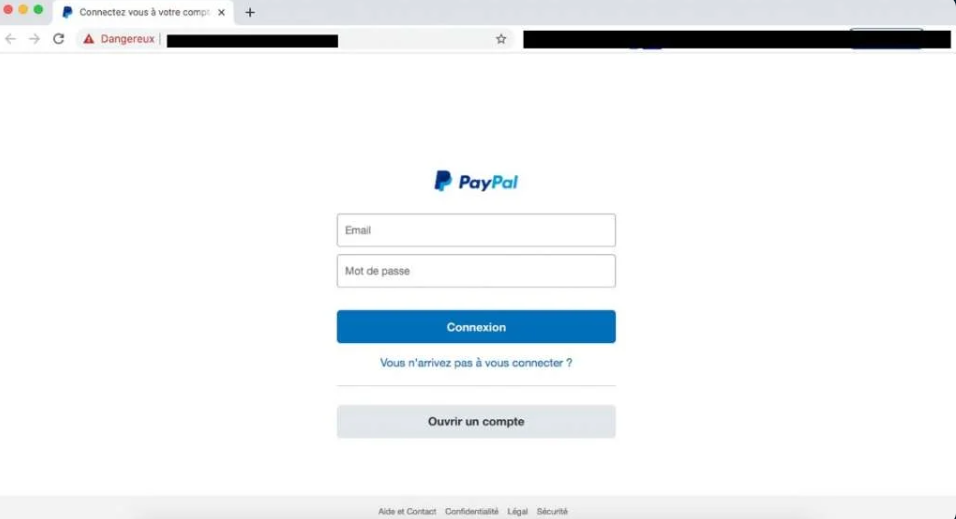 Connectez vous à votre compt
Dangereux
PayPal
Email
Mot de passe
Connexion
Vous n'arrivez pas à vous connecter ?
Ouvrir un compte
Aide et Contact Confidentialité Légal Sécurité